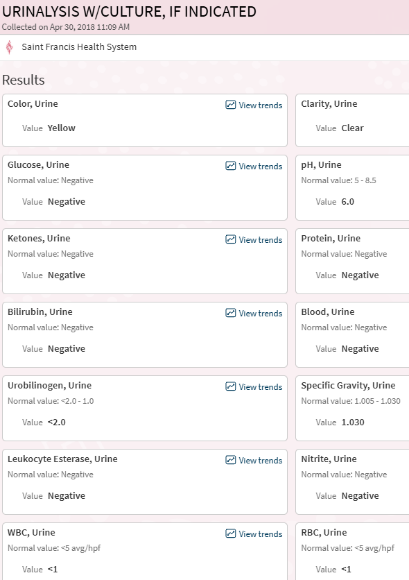 URINALYSIS W/CULTURE, IF INDICATED
Collected on Apr 30, 2018 11:09 AM
Saint Francis Health System
Results
Color, Urine
View trends
Value Yellow
Clarity, Urine
Value Clear
Glucose, Urine
View trends
Normal value: Negative
Value Negative
pH, Urine
Normal value: 5 - 8.5
Value 6.0
Ketones, Urine
View trends
Normal value: Negative
Value Negative
Protein, Urine
Normal value: Negative
Value Negative
Bilirubin, Urine
View trends
Normal value: Negative
Value Negative
Blood, Urine
Normal value: Negative
Value Negative
Urobilinogen, Urine
View trends
Normal value: <2.0 - 1.0
Value <2.0
Specific Gravity, Urine
Normal value: 1.005 - 1.030
Value 1.030
Leukocyte Esterase, Urine
View trends
Normal value: Negative
Value Negative
Nitrite, Urine
Normal value: Negative
Value Negative
WBC, Urine
View trends
Normal value: <5 avg/hpf
Value <1
RBC, Urine
Normal value: <5 avg/hpf
Value <1